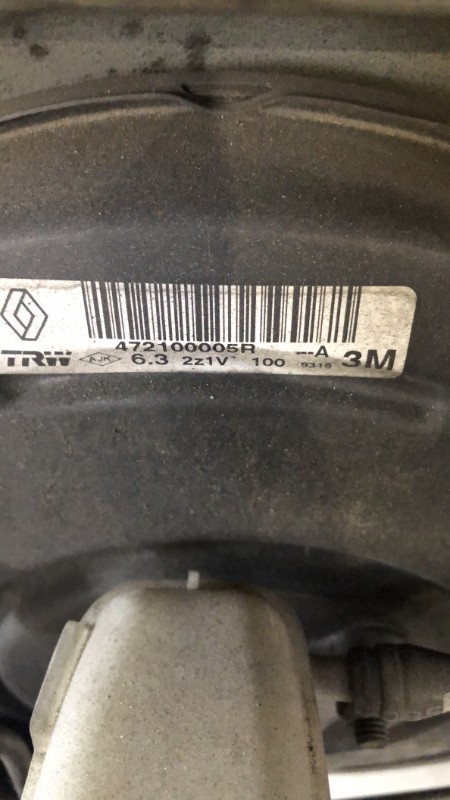 472100005R ---A
TRW AJK 6.3 2z1V 100 9316 3M